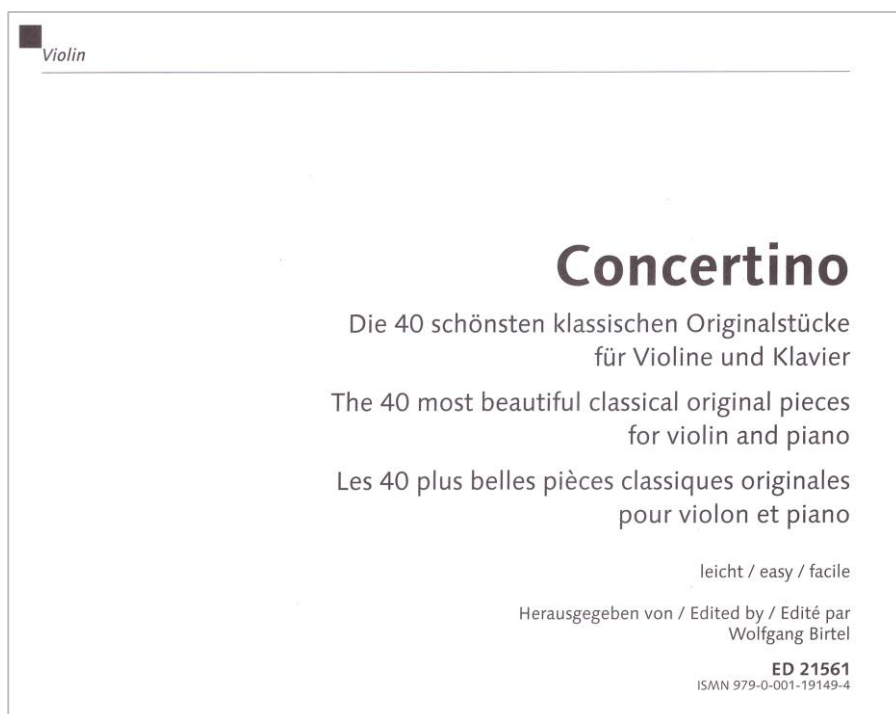 Violin
Concertino
Die 40 schönsten klassischen Originalstücke
für Violine und Klavier
The 40 most beautiful classical original pieces
for violin and piano
Les 40 plus belles pièces classiques originales
pour violon et piano
leicht / easy / facile
Herausgegeben von / Edited by / Edité par
Wolfgang Birtel
ED 21561
ISMN 979-0-001-19149-4